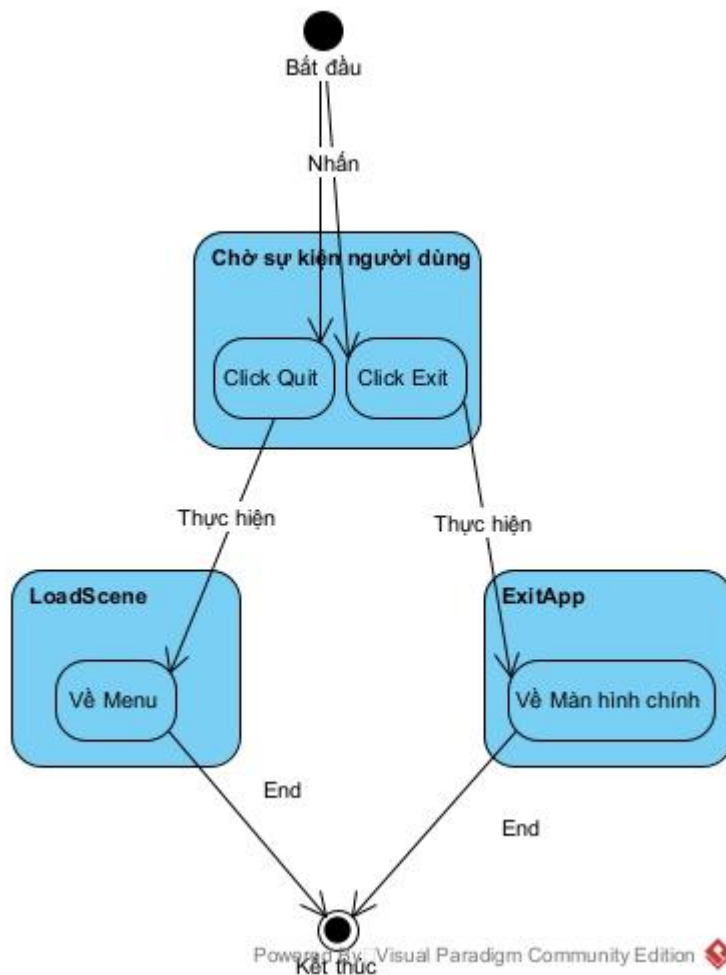 Bắt đầu
Nhấn
Chờ sự kiện người dùng
Click Quit
Click Exit
Thực hiện
Thực hiện
LoadScene
ExitApp
Về Menu
Về Màn hình chính
End
End
Powered By Visual Paradigm Community Edition
Kết thúc